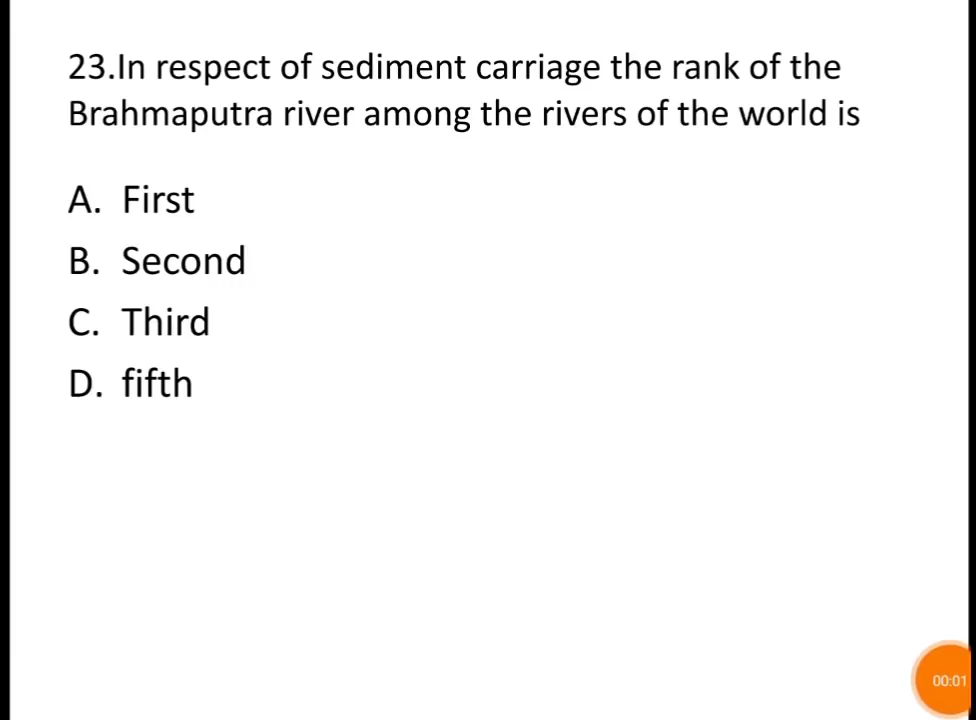 23.In respect of sediment carriage the rank of the
Brahmaputra river among the rivers of the world is
A. First
B. Second
C. Third
D. fifth
00:01